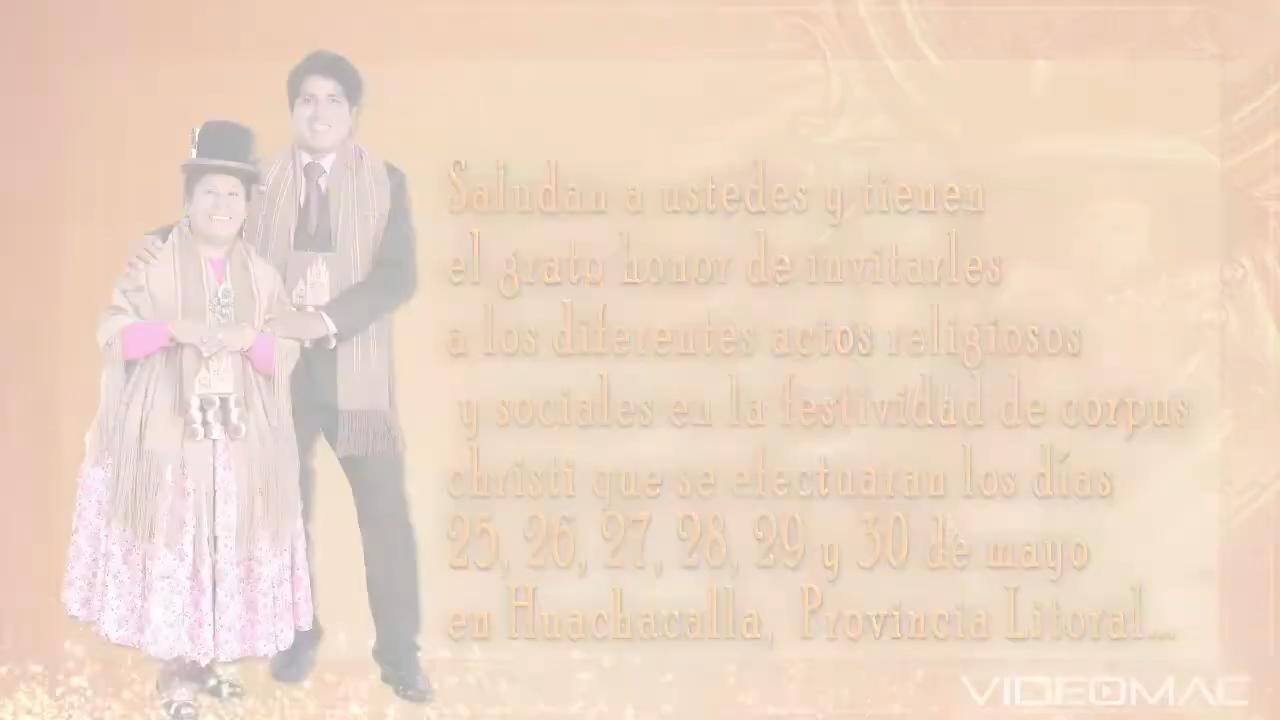 Saludan a ustedes y tienen
el grato honor de invitarles
a los diferentes actos religiosos
y sociales en la festividad de corpus
christi que se efectuaran los días
25, 26, 27, 28, 29 y 30 de mayo
en Huachacalla, Provincia Litoral...
VIDEOMAC